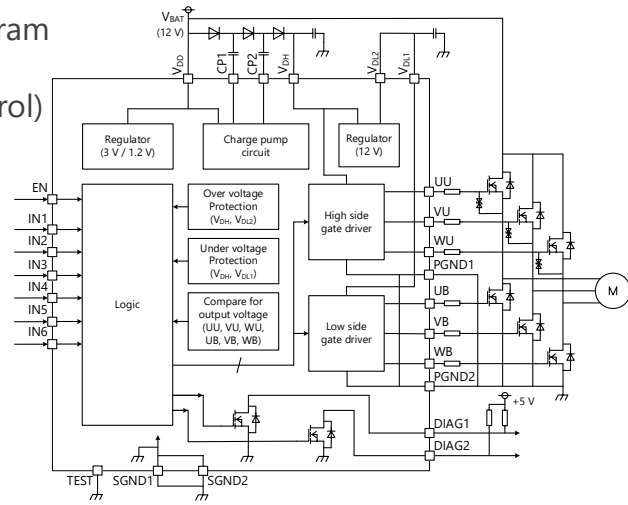 ram
rol)
VBAT
(12 V)
VDD
CP1
CP2
VDH
VDL2
VDL1
Regulator
(3 V / 1.2 V)
Charge pump
circuit
Regulator
(12 V)
EN
IN1
IN2
IN3
IN4
IN5
IN6
Logic
Over voltage
Protection
(VDH, VDL2)
Under voltage
Protection
(VDH, VDL1)
Compare for
output voltage
(UU, VU, WU,
UB, VB, WB)
High side
gate driver
Low side
gate driver
UU
VU
WU
PGND1
UB
VB
WB
PGND2
M
+5 V
DIAG1
DIAG2
TEST
SGND1
SGND2